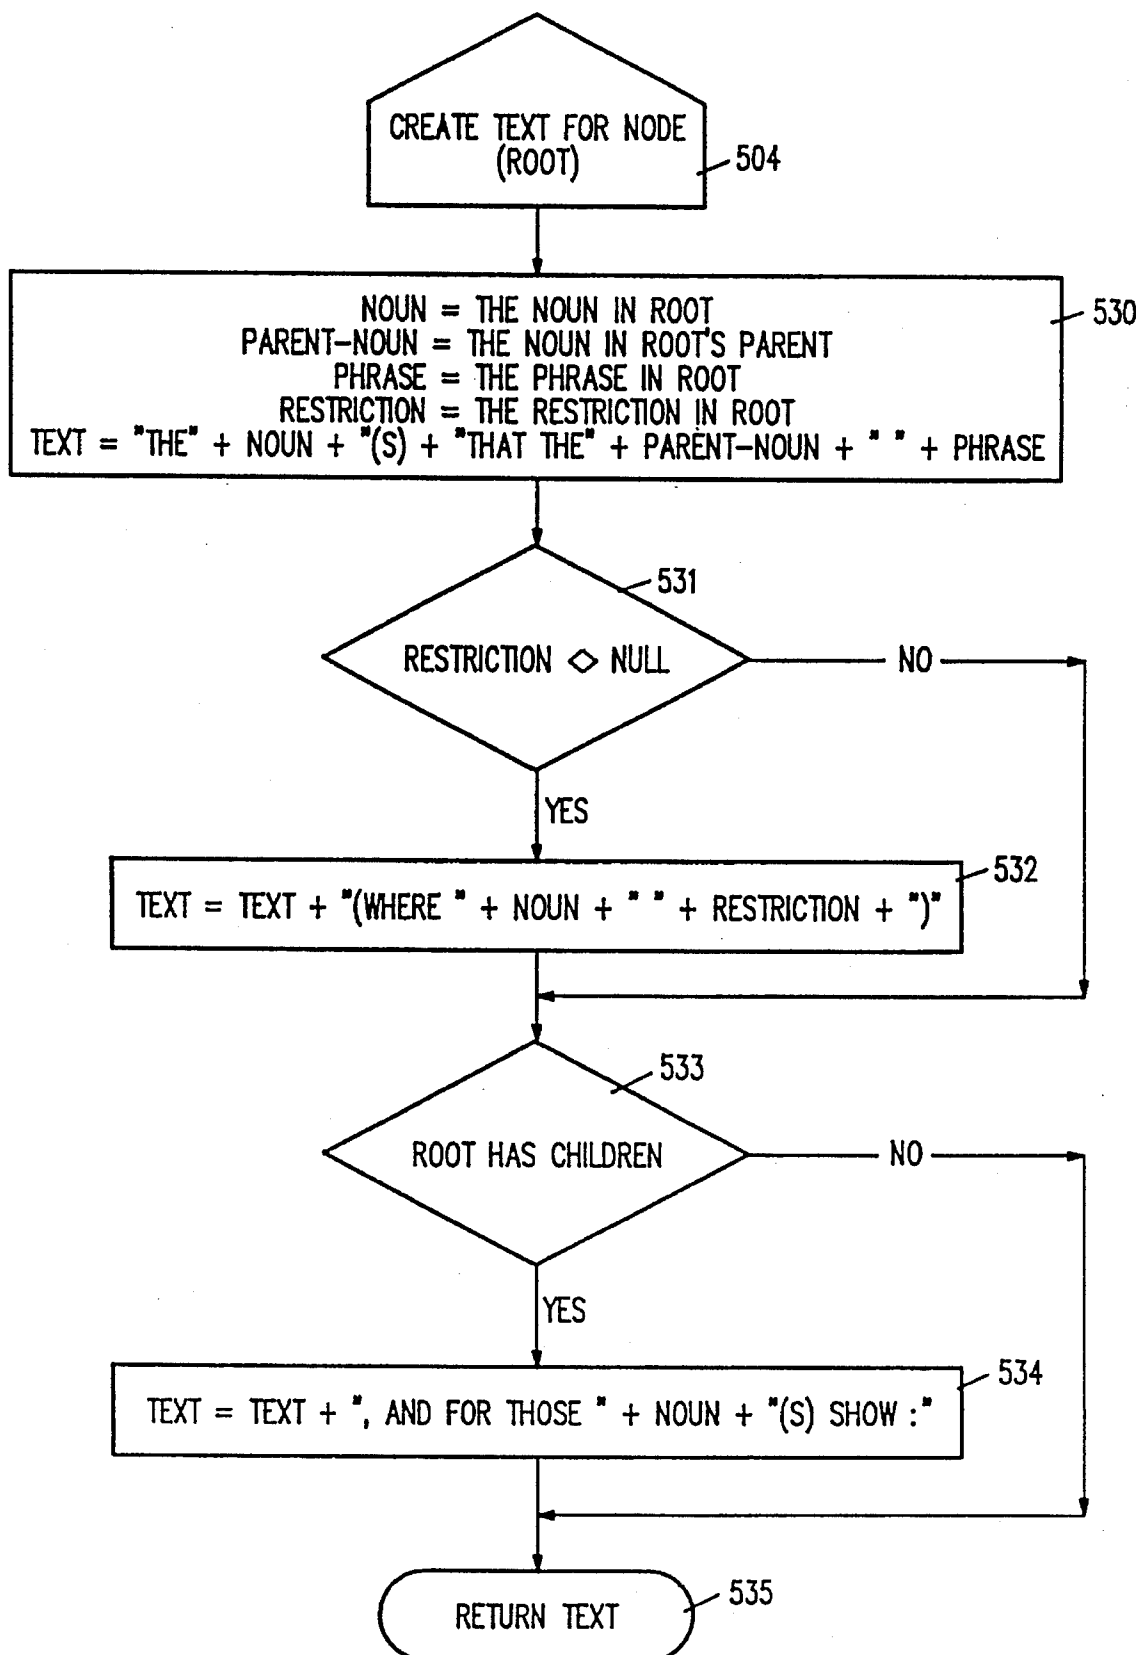 CREATE TEXT FOR NODE
(ROOT)
504
NOUN = THE NOUN IN ROOT
530
PARENT-NOUN = THE NOUN IN ROOT'S PARENT
PHRASE = THE PHRASE IN ROOT
RESTRICTION = THE RESTRICTION IN ROOT
TEXT = "THE" + NOUN + "(S) + "THAT THE" + PARENT-NOUN + " " + PHRASE
531
RESTRICTION <> NULL
NO
YES
532
TEXT = TEXT + "(WHERE " + NOUN + " " + RESTRICTION + ")"
533
ROOT HAS CHILDREN
NO
YES
534
TEXT = TEXT + ", AND FOR THOSE " + NOUN + "(S) SHOW :"
RETURN TEXT
535